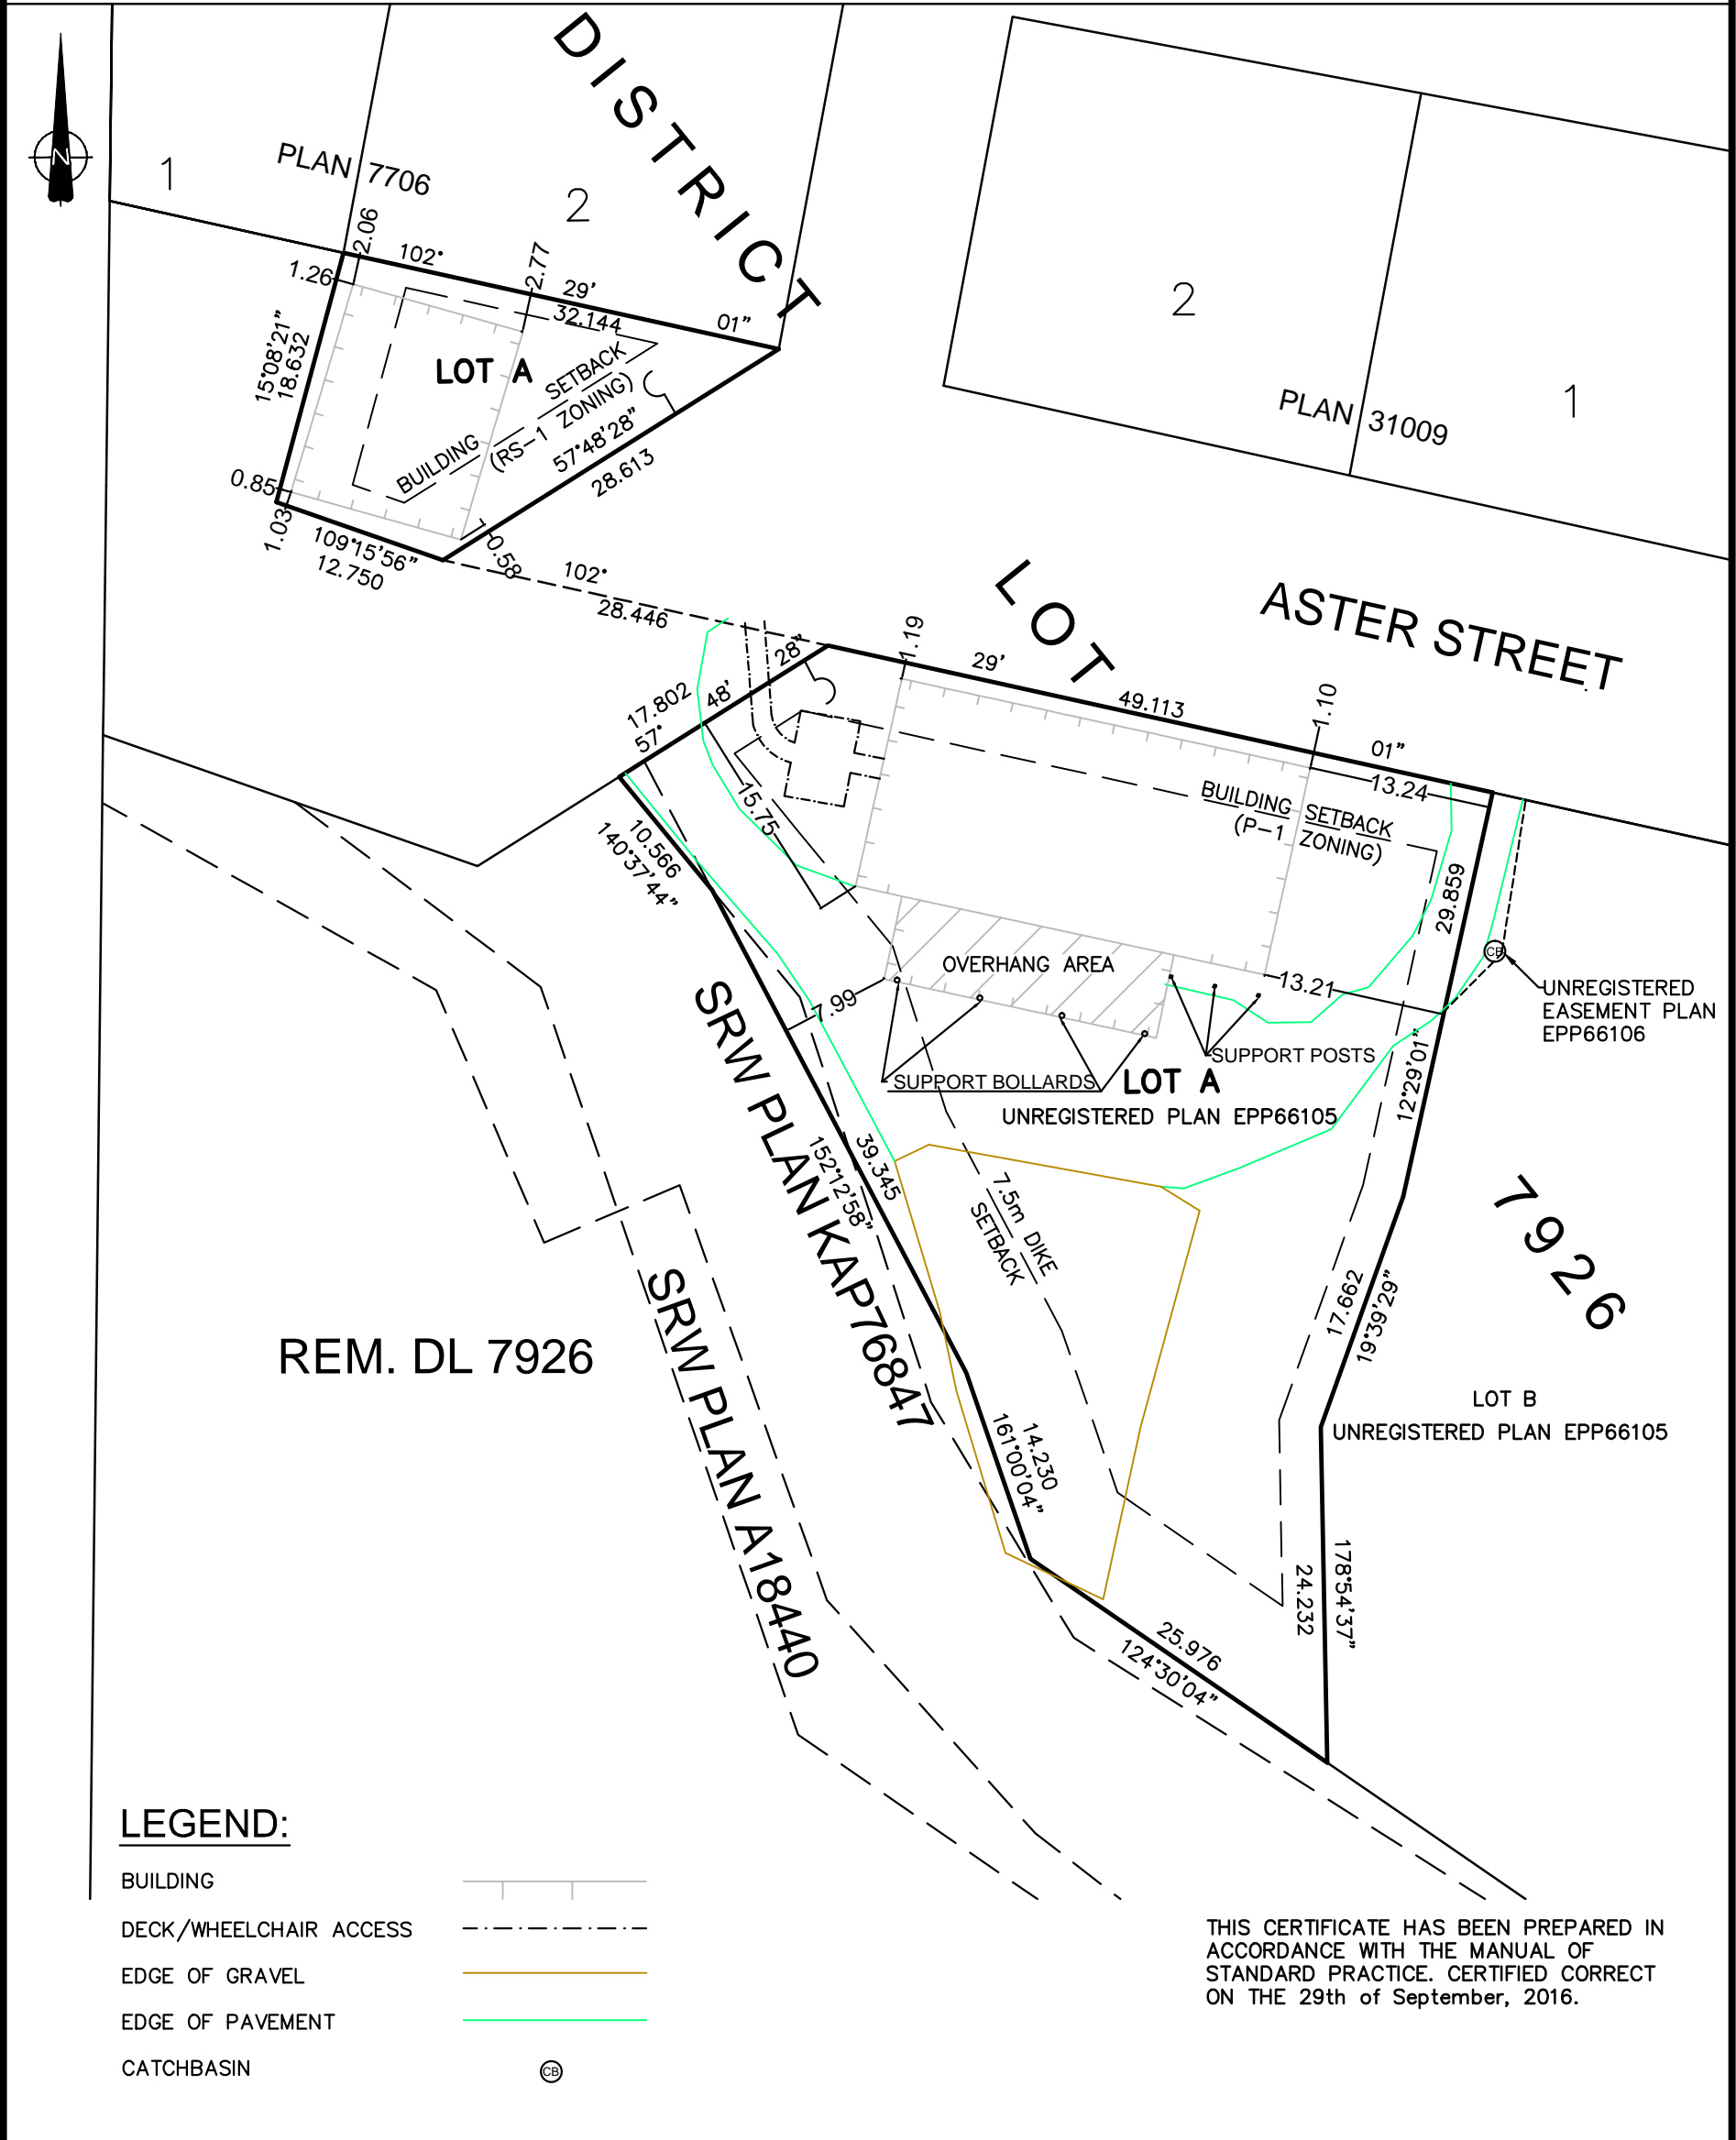 N
DISTRICT
1
PLAN 7706
2
2.06
102°
2.77
29'
32.144
01"
1.26
15°08'21"
18.632
LOT A
BUILDING SETBACK
(RS-1 ZONING)
57°48'28"
28.613
0.85
1.03
109°15'56"
12.750
0.58
2
PLAN 31009
1
102°
28.446
LOT
ASTER STREET
1.19
29'
49.113
1.10
01"
13.24
28"
48'
57°
17.802
15.75
BUILDING SETBACK
(P-1 ZONING)
10.566
140°37'44"
29.859
OVERHANG AREA
13.21
CB
UNREGISTERED
EASEMENT PLAN
EPP66106
7.99
SUPPORT POSTS
SUPPORT BOLLARDS
LOT A
UNREGISTERED PLAN EPP66105
12°29'01"
SRW PLAN KAP76847
39.345
152°12'58"
7.5m DIKE
SETBACK
7926
17.662
19°39'29"
REM. DL 7926
SRW PLAN A18440
LOT B
UNREGISTERED PLAN EPP66105
14.230
161°00'04"
178°54'37"
24.232
25.976
124°30'04"
LEGEND:
BUILDING
DECK/WHEELCHAIR ACCESS
EDGE OF GRAVEL
EDGE OF PAVEMENT
CATCHBASIN
CB
THIS CERTIFICATE HAS BEEN PREPARED IN
ACCORDANCE WITH THE MANUAL OF
STANDARD PRACTICE. CERTIFIED CORRECT
ON THE 29th of September, 2016.